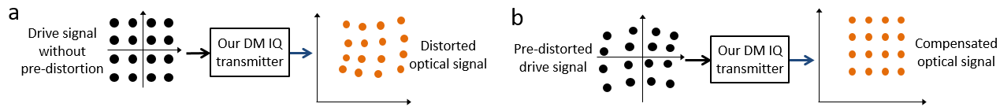 a
Drive signal
without
pre-distortion
Our DM IQ
transmitter
Distorted
optical signal
b
Pre-distorted
drive signal
Our DM IQ
transmitter
Compensated
optical signal